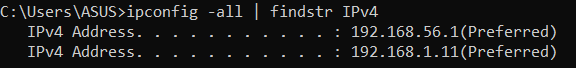 C:\Users\ASUS>ipconfig -all | findstr IPv4
   IPv4 Address. . . . . . . . . . . : 192.168.56.1(Preferred)
   IPv4 Address. . . . . . . . . . . : 192.168.1.11(Preferred)